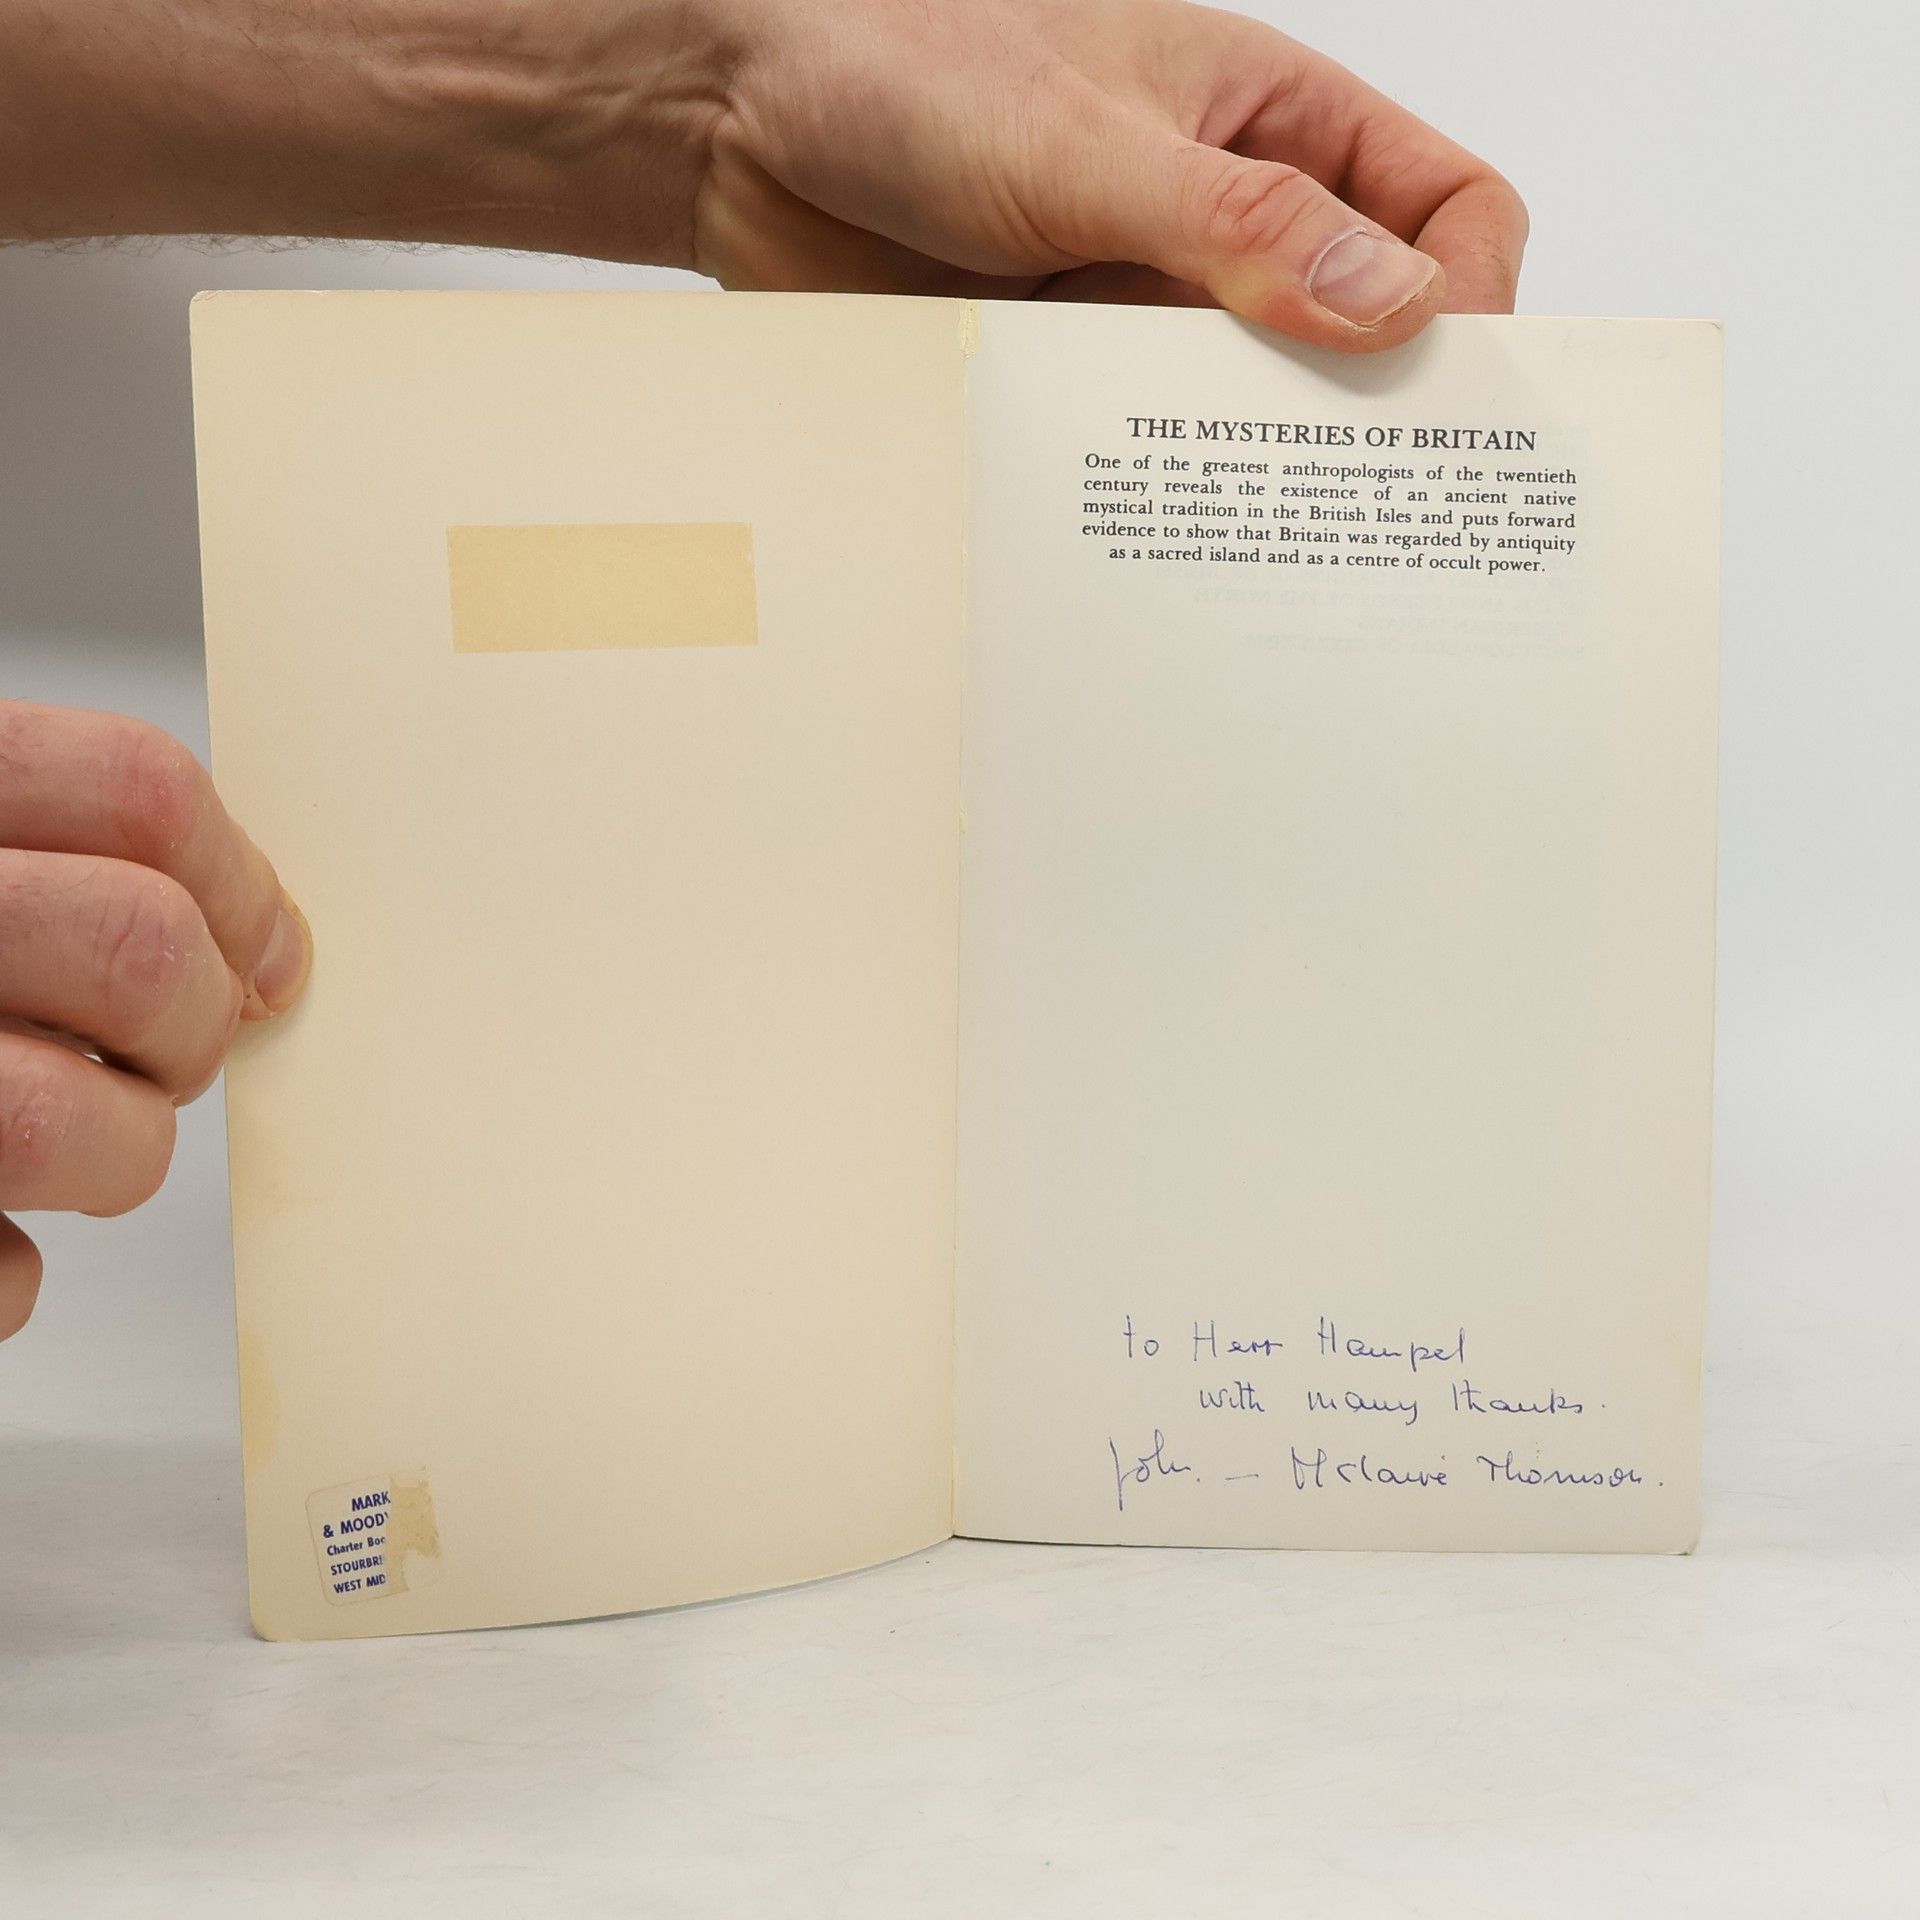 THE MYSTERIES OF BRITAIN
One of the greatest anthropologists of the twentieth
century reveals the existence of an ancient native
mystical tradition in the British Isles and puts forward
evidence to show that Britain was regarded by antiquity
as a sacred island and as a centre of occult power.
to Herr Hampel
with many thanks.
John. — Thomson.
MARK
& MOODY
Charter Boo
STOURBRI
WEST MID